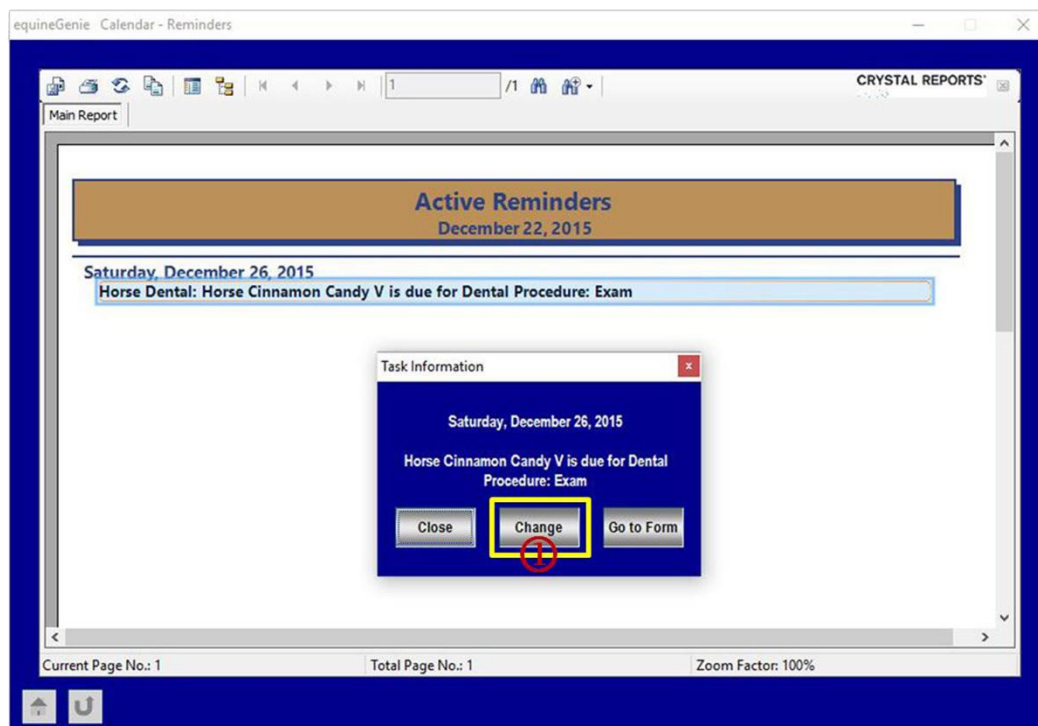 equineGenie Calendar - Reminders
1 /1 CRYSTAL REPORTS
Main Report
Active Reminders
December 22, 2015
Saturday, December 26, 2015
Horse Dental: Horse Cinnamon Candy V is due for Dental Procedure: Exam
Task Information
x
Saturday, December 26, 2015
Horse Cinnamon Candy V is due for Dental
Procedure: Exam
Close Change Go to Form
①
Current Page No.: 1 Total Page No.: 1 Zoom Factor: 100%